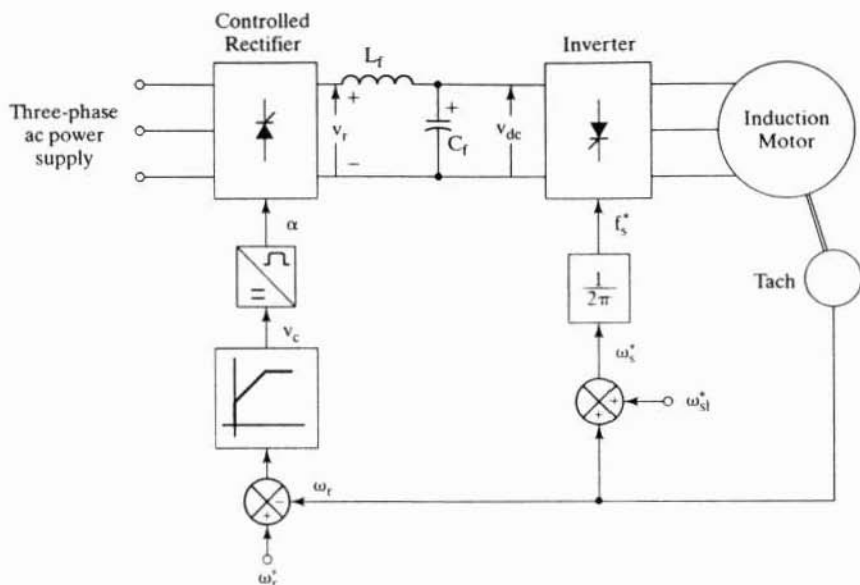 Controlled
Rectifier
Inverter
Three-phase
ac power
supply
L_f
+
v_r
−
+
C_f
v_dc
Induction
Motor
α
f_s*
Tach
=
1
2π
v_c
ω_s*
+
+
ω_sl*
ω_r
−
+
ω_r*